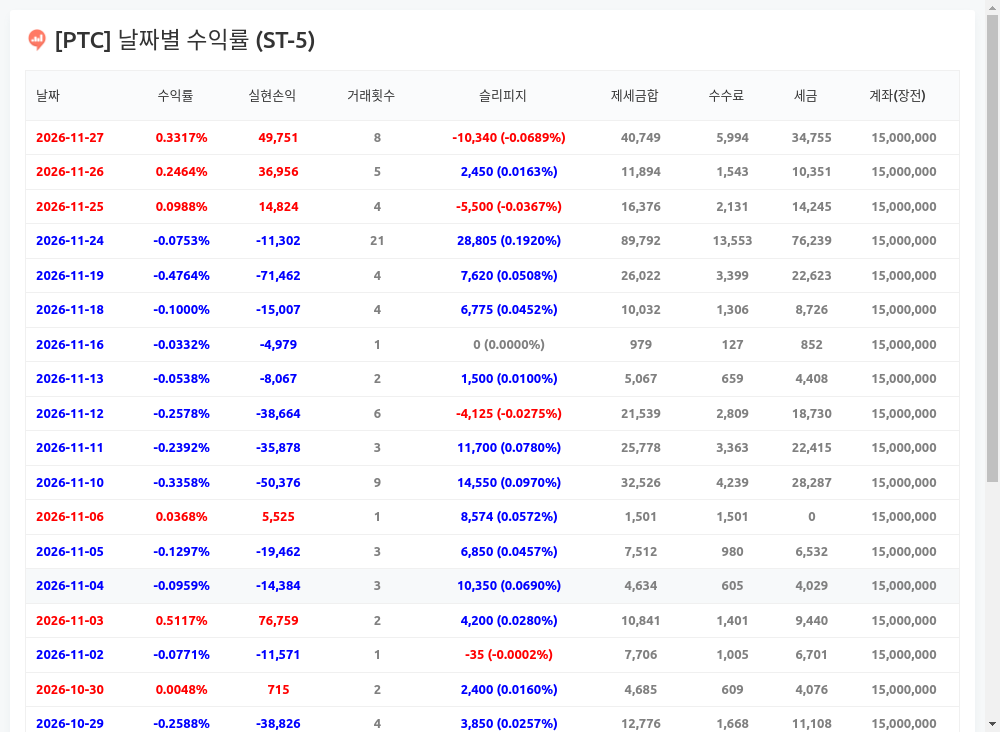 [PTC] 날짜별 수익률 (ST-5)
날짜 수익률 실현손익 거래횟수 슬리피지 제세금합 수수료 세금 계좌(장전)
2026-11-27 0.3317% 49,751 8 -10,340 (-0.0689%) 40,749 5,994 34,755 15,000,000
2026-11-26 0.2464% 36,956 5 2,450 (0.0163%) 11,894 1,543 10,351 15,000,000
2026-11-25 0.0988% 14,824 4 -5,500 (-0.0367%) 16,376 2,131 14,245 15,000,000
2026-11-24 -0.0753% -11,302 21 28,805 (0.1920%) 89,792 13,553 76,239 15,000,000
2026-11-19 -0.4764% -71,462 4 7,620 (0.0508%) 26,022 3,399 22,623 15,000,000
2026-11-18 -0.1000% -15,007 4 6,775 (0.0452%) 10,032 1,306 8,726 15,000,000
2026-11-16 -0.0332% -4,979 1 0 (0.0000%) 979 127 852 15,000,000
2026-11-13 -0.0538% -8,067 2 1,500 (0.0100%) 5,067 659 4,408 15,000,000
2026-11-12 -0.2578% -38,664 6 -4,125 (-0.0275%) 21,539 2,809 18,730 15,000,000
2026-11-11 -0.2392% -35,878 3 11,700 (0.0780%) 25,778 3,363 22,415 15,000,000
2026-11-10 -0.3358% -50,376 9 14,550 (0.0970%) 32,526 4,239 28,287 15,000,000
2026-11-06 0.0368% 5,525 1 8,574 (0.0572%) 1,501 1,501 0 15,000,000
2026-11-05 -0.1297% -19,462 3 6,850 (0.0457%) 7,512 980 6,532 15,000,000
2026-11-04 -0.0959% -14,384 3 10,350 (0.0690%) 4,634 605 4,029 15,000,000
2026-11-03 0.5117% 76,759 2 4,200 (0.0280%) 10,841 1,401 9,440 15,000,000
2026-11-02 -0.0771% -11,571 1 -35 (-0.0002%) 7,706 1,005 6,701 15,000,000
2026-10-30 0.0048% 715 2 2,400 (0.0160%) 4,685 609 4,076 15,000,000
2026-10-29 -0.2588% -38,826 4 3,850 (0.0257%) 12,776 1,668 11,108 15,000,000